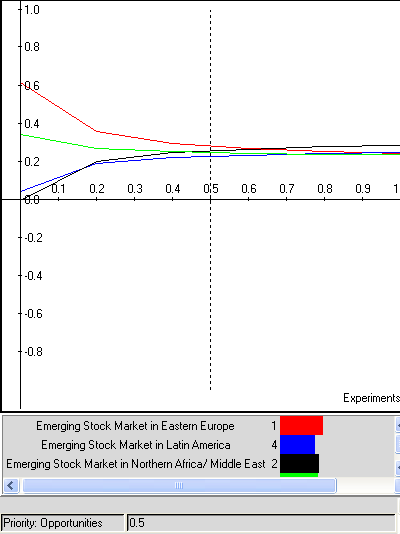 1.0
0.8
0.6
0.4
0.2
0.0
0.1 0.2 0.3 0.4 0.5 0.6 0.7 0.8 0.9 1
-0.2
-0.4
-0.6
-0.8
Experiments
Emerging Stock Market in Eastern Europe 1
Emerging Stock Market in Latin America 4
Emerging Stock Market in Northern Africa/ Middle East 2
Priority: Opportunities 0.5